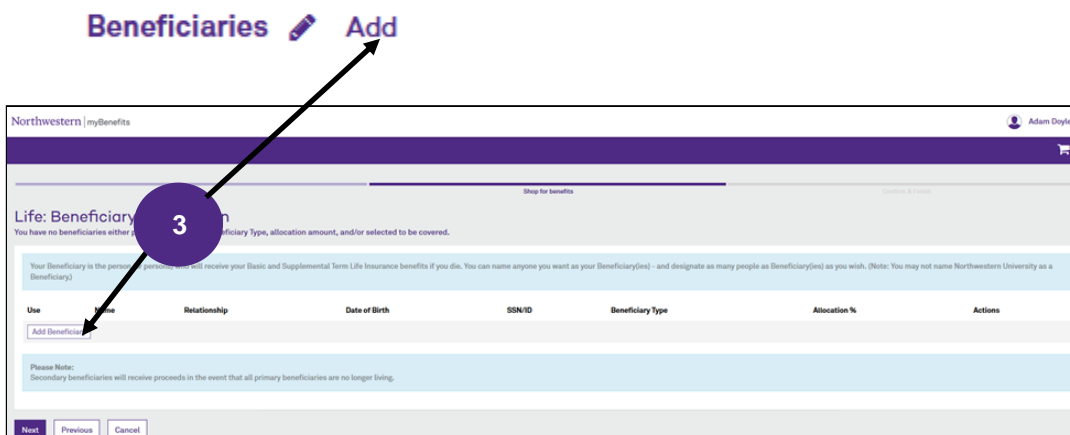 Beneficiaries Add
Northwestern | myBenefits
Adam Doyle
Shop for benefits
Confirm & Finish
Life: Beneficiary n
3
You have no beneficiaries either eficiary Type, allocation amount, and/or selected to be covered.
Your Beneficiary is the person or persons who will receive your Basic and Supplemental Term Life Insurance benefits if you die. You can name anyone you want as your Beneficiary(ies) - and designate as many people as Beneficiary(ies) as you wish. (Note: You may not name Northwestern University as a
Beneficiary.)
Use Name Relationship Date of Birth SSN/ID Beneficiary Type Allocation % Actions
Add Beneficiary
Please Note:
Secondary beneficiaries will receive proceeds in the event that all primary beneficiaries are no longer living.
Next Previous Cancel